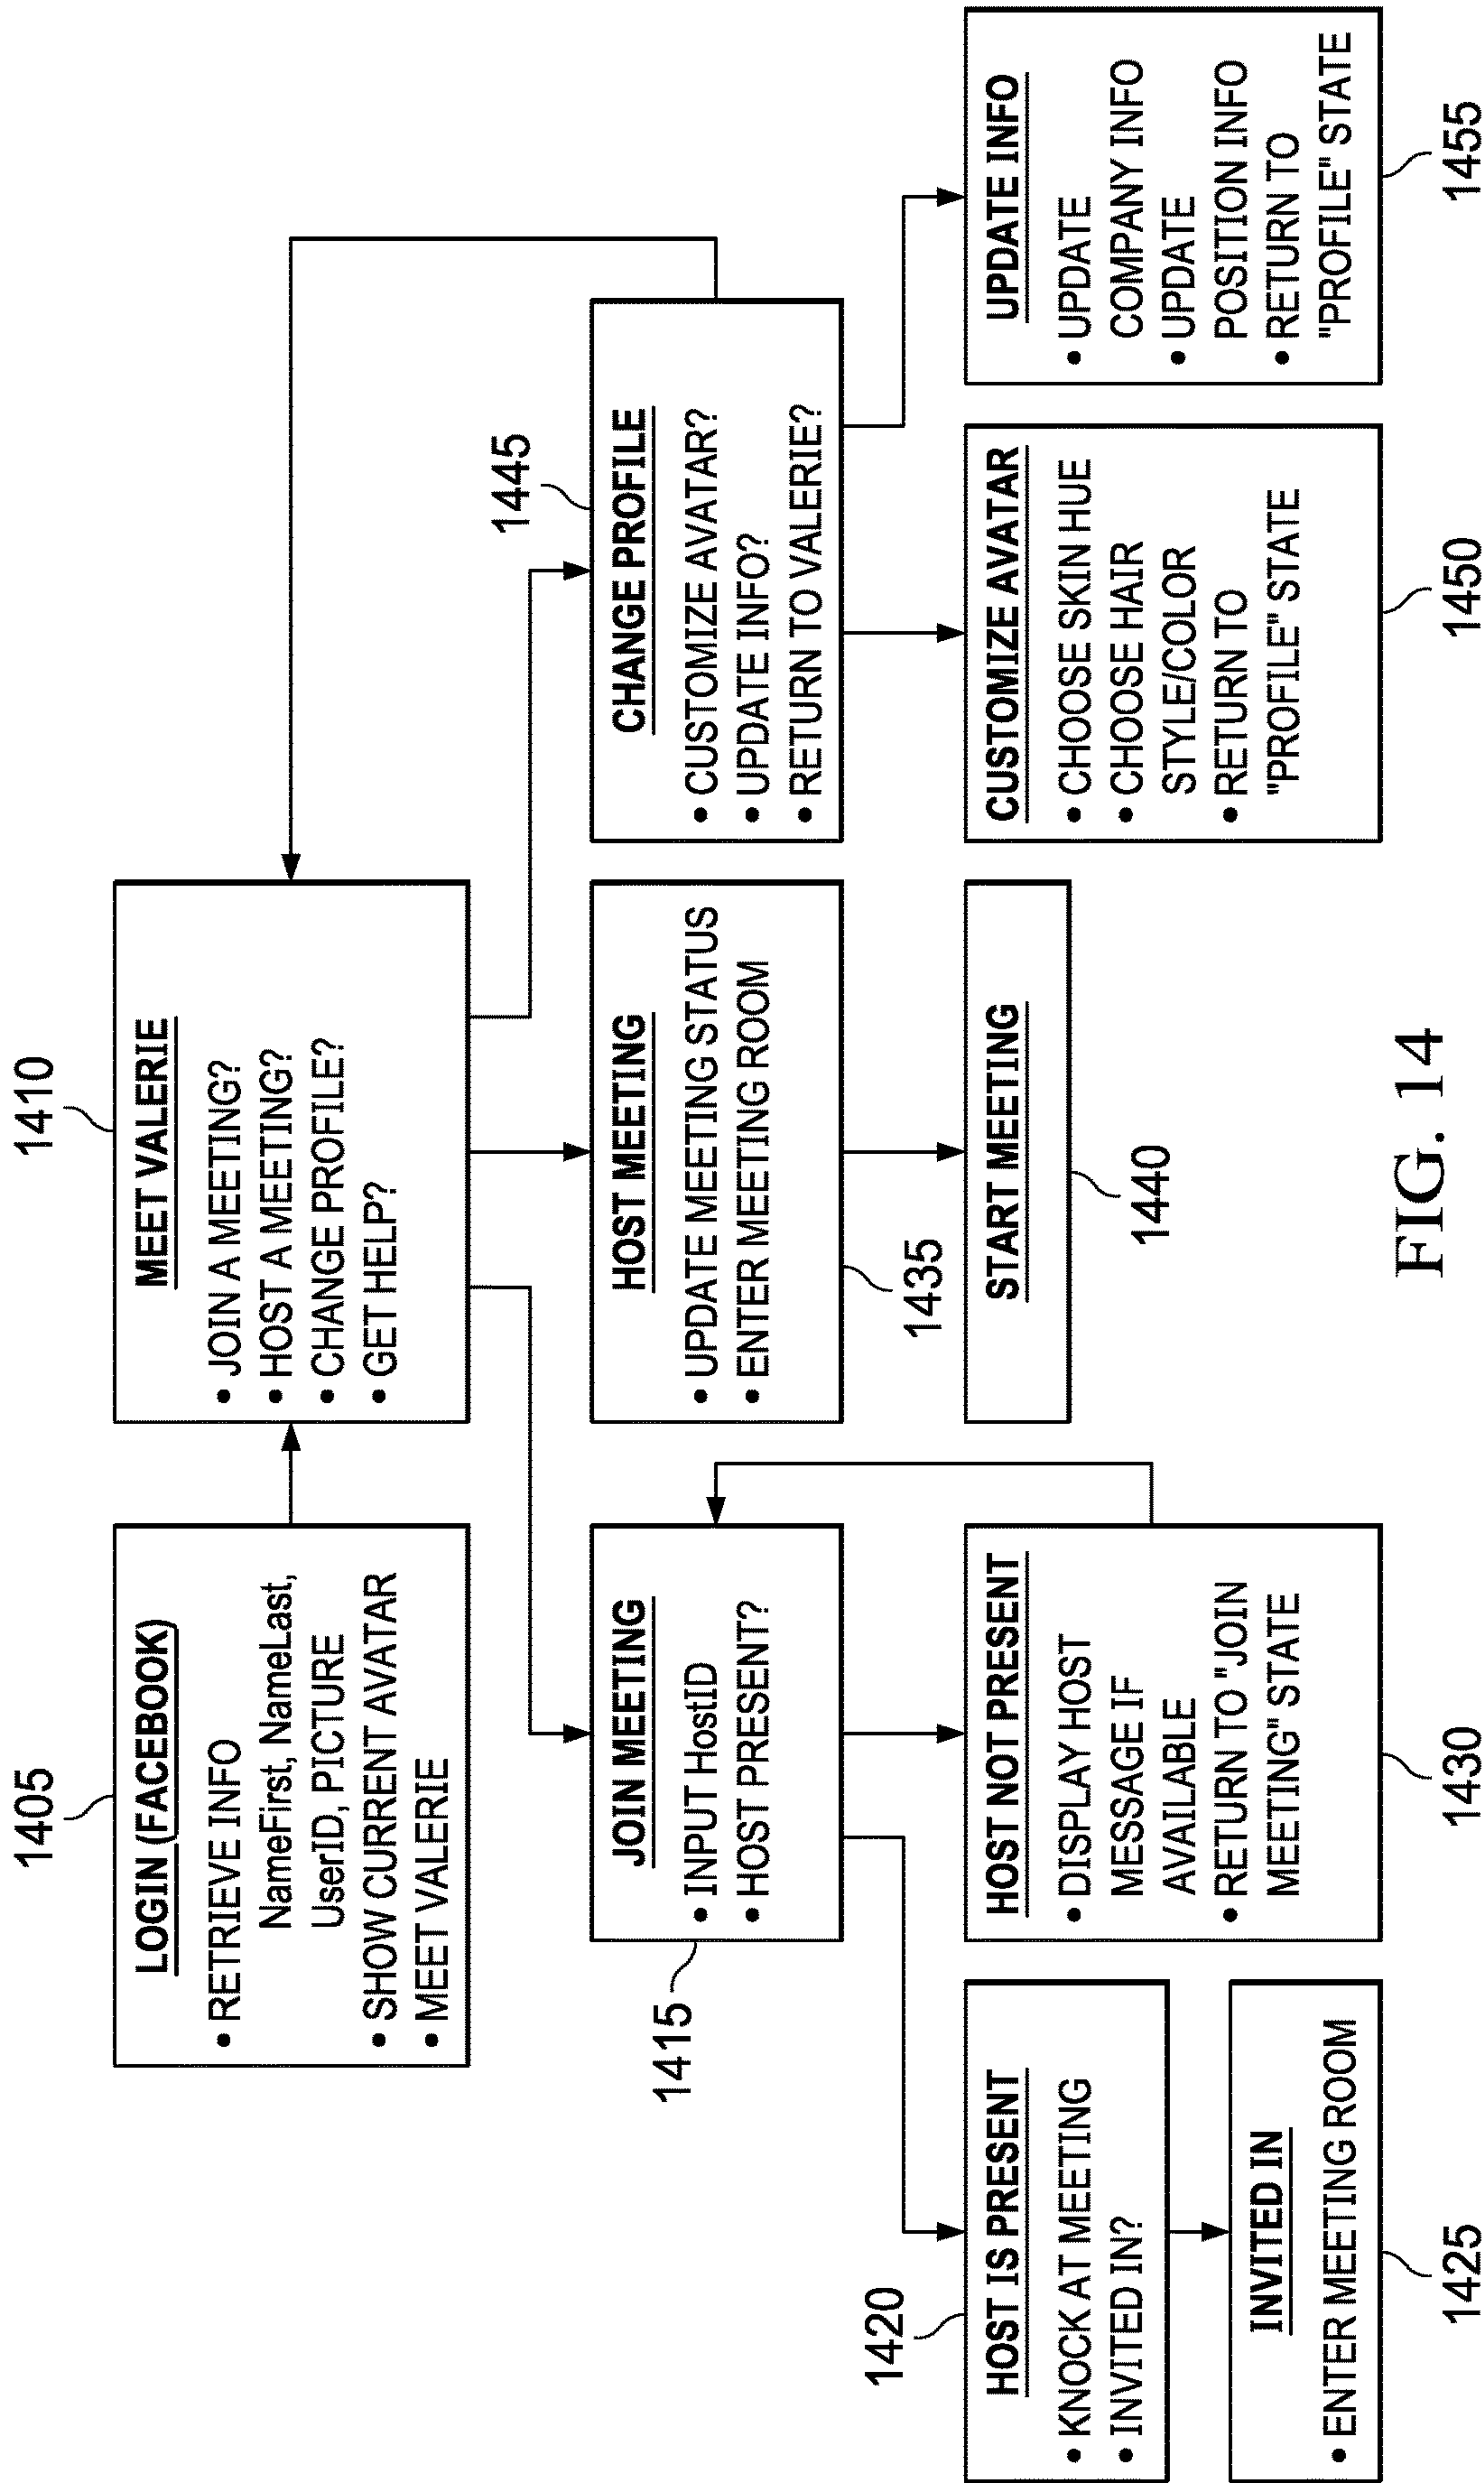 1405
LOGIN (FACEBOOK)
• RETRIEVE INFO
NameFirst, NameLast,
UserID, PICTURE
• SHOW CURRENT AVATAR
• MEET VALERIE
1410
MEET VALERIE
• JOIN A MEETING?
• HOST A MEETING?
• CHANGE PROFILE?
• GET HELP?
1415
JOIN MEETING
• INPUT HostID
• HOST PRESENT?
HOST MEETING
• UPDATE MEETING STATUS
• ENTER MEETING ROOM
1435
1445
CHANGE PROFILE
• CUSTOMIZE AVATAR?
• UPDATE INFO?
• RETURN TO VALERIE?
1420
HOST IS PRESENT
• KNOCK AT MEETING
• INVITED IN?
INVITED IN
• ENTER MEETING ROOM
1425
HOST NOT PRESENT
• DISPLAY HOST
MESSAGE IF
AVAILABLE
• RETURN TO "JOIN
MEETING" STATE
1430
START MEETING
1440
CUSTOMIZE AVATAR
• CHOOSE SKIN HUE
• CHOOSE HAIR
STYLE/COLOR
• RETURN TO
"PROFILE" STATE
1450
UPDATE INFO
• UPDATE
COMPANY INFO
• UPDATE
POSITION INFO
• RETURN TO
"PROFILE" STATE
1455
FIG. 14